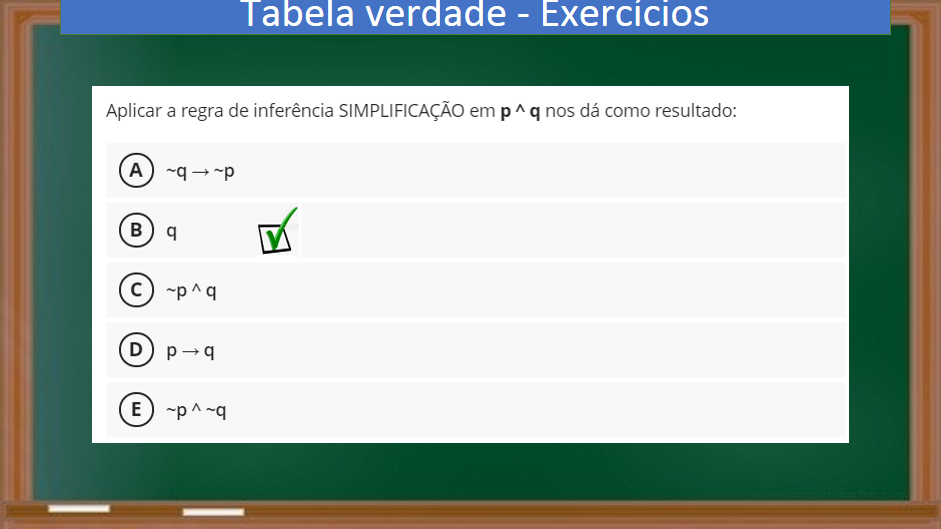 Tabela verdade - Exercícios
Aplicar a regra de inferência SIMPLIFICAÇÃO em p ^ q nos dá como resultado:
A ~q → ~p
B q
C ~p ^ q
D p → q
E ~p ^ ~q